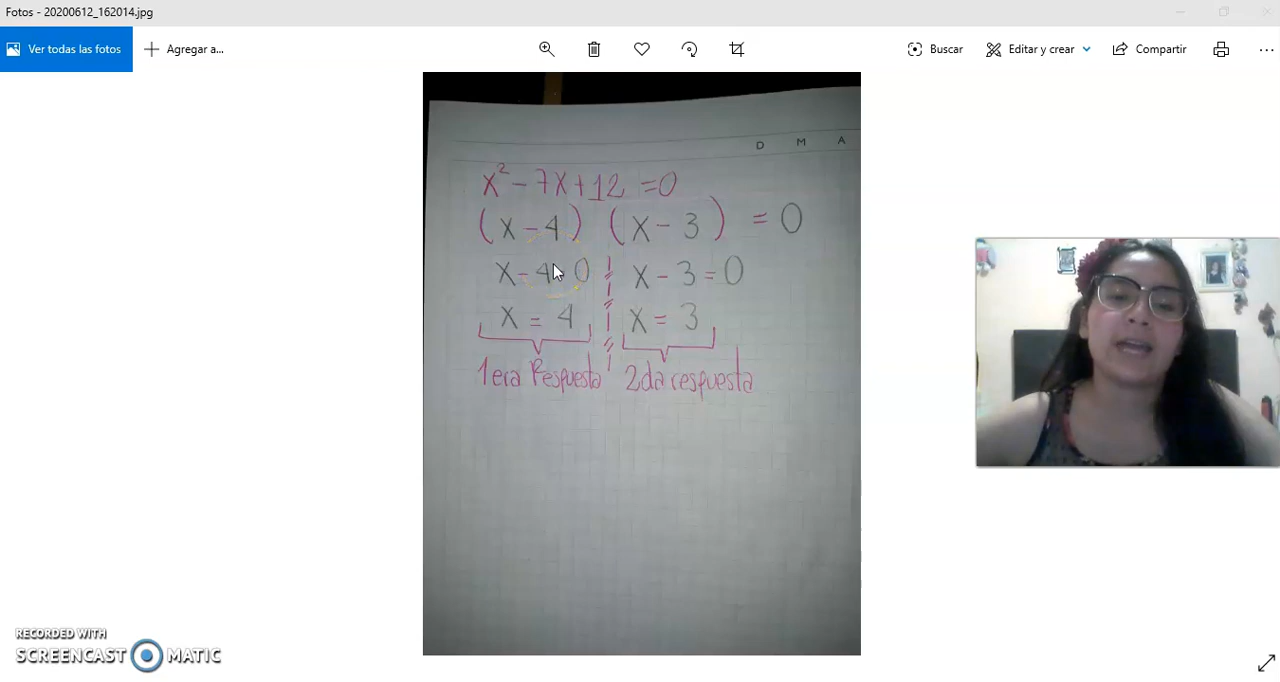 Fotos - 20200612_162014.jpg
Ver todas las fotos
Agregar a...
Buscar
Editar y crear
Compartir
D M A
x² - 7x + 12 = 0
(x - 4) (x - 3) = 0
x - 4 0 x - 3 = 0
x = 4 x = 3
1era Respuesta 2da respuesta
RECORDED WITH
SCREENCAST MATIC